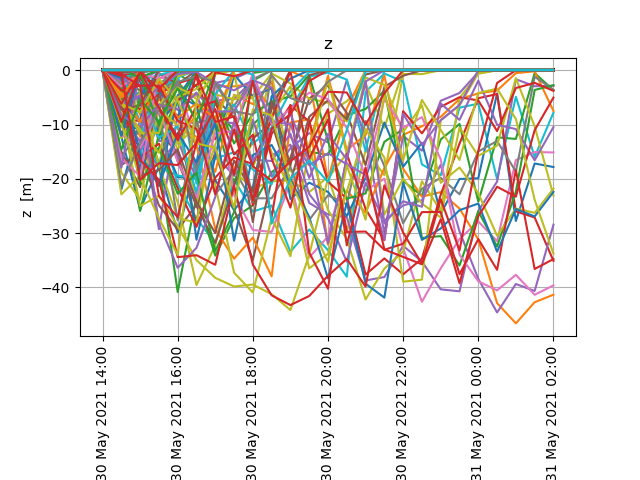 z
0
−10
−20
−30
−40
z [m]
30 May 2021 14:00
30 May 2021 16:00
30 May 2021 18:00
30 May 2021 20:00
30 May 2021 22:00
31 May 2021 00:00
31 May 2021 02:00